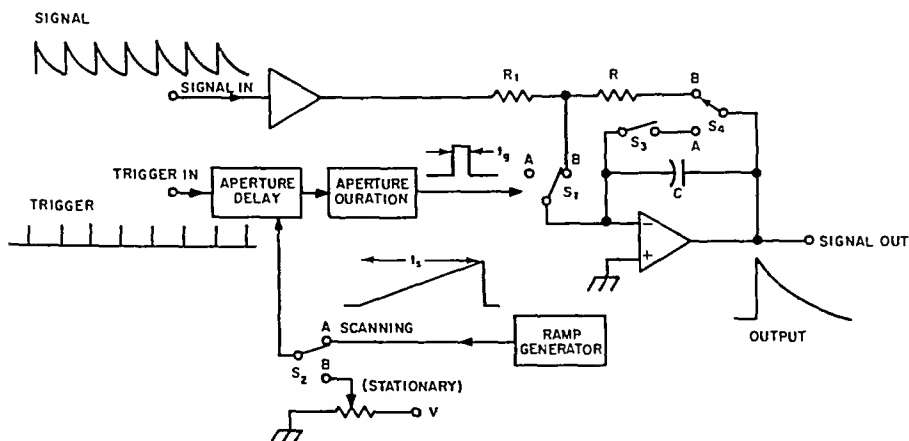 SIGNAL
SIGNAL IN
R1
R
B
S4
S3
A
C
A
B
S1
tg
TRIGGER IN
APERTURE
DELAY
APERTURE
OURATION
TRIGGER
-
+
SIGNAL OUT
OUTPUT
ts
A SCANNING
S2
B
(STATIONARY)
V
RAMP
GENERATOR